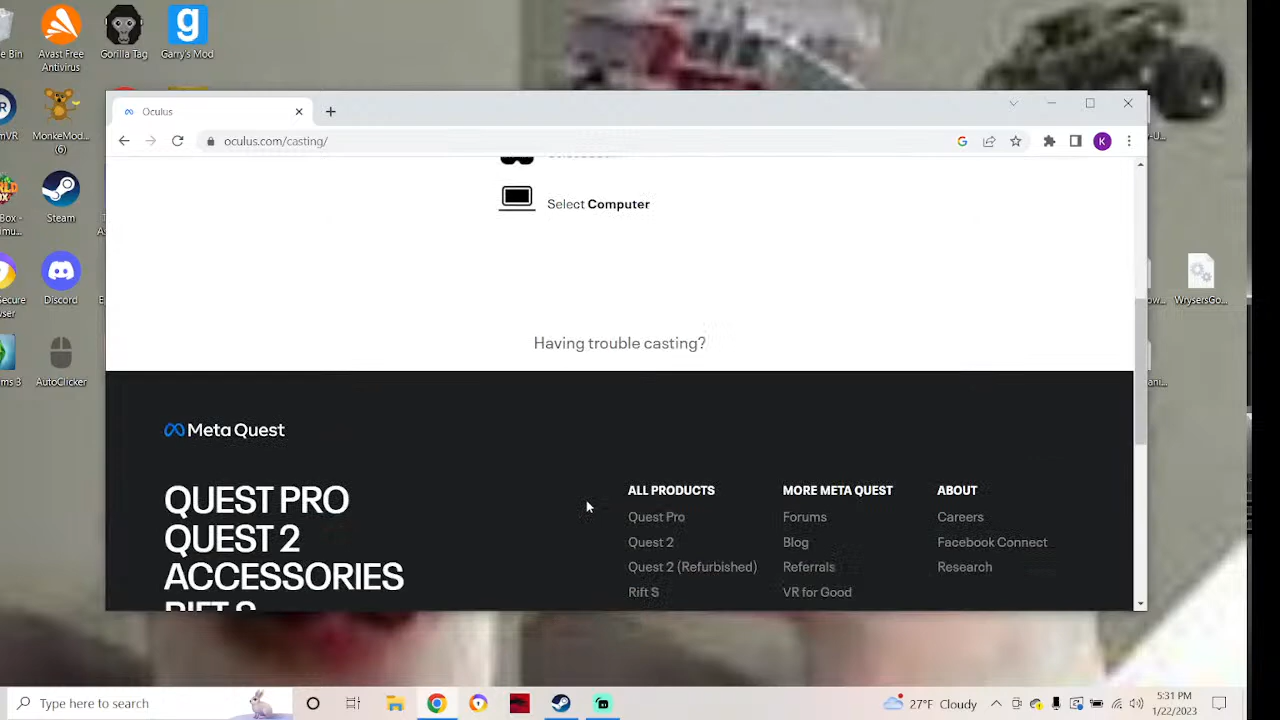 e Bin
Avast Free
Antivirus
Gorilla Tag
Garry's Mod
Oculus
oculus.com/casting/
K
MonkeMod...
(6)
Select Computer
Steam
Discord
AutoClicker
WrysersGo...
Having trouble casting?
Meta Quest
QUEST PRO
QUEST 2
ACCESSORIES
ALL PRODUCTS
Quest Pro
Quest 2
Quest 2 (Refurbished)
Rift S
MORE META QUEST
Forums
Blog
Referrals
VR for Good
ABOUT
Careers
Facebook Connect
Research
Type here to search
27°F Cloudy
5:31 PM
1/22/2023